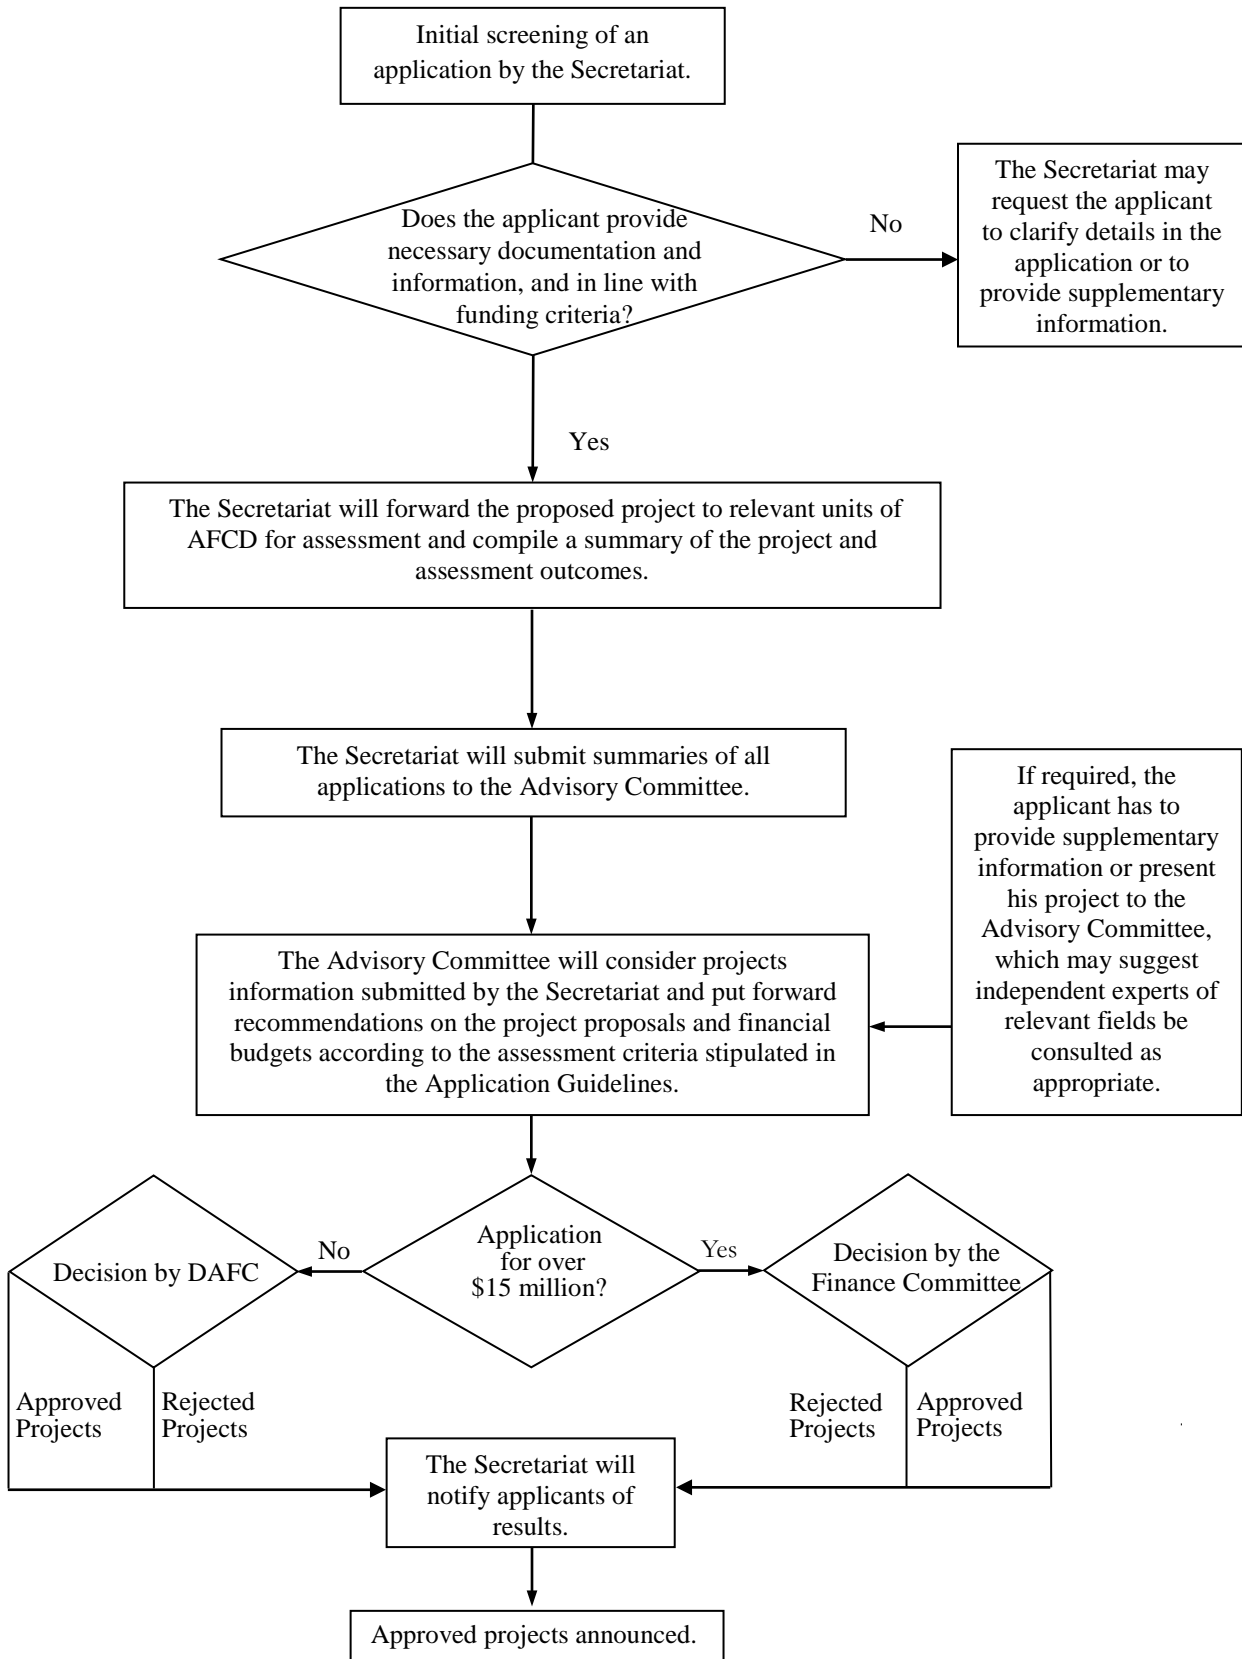 Initial screening of an
application by the Secretariat.
Does the applicant provide
necessary documentation and
information, and in line with
funding criteria?
No
The Secretariat may
request the applicant
to clarify details in the
application or to
provide supplementary
information.
Yes
The Secretariat will forward the proposed project to relevant units of
AFCD for assessment and compile a summary of the project and
assessment outcomes.
The Secretariat will submit summaries of all
applications to the Advisory Committee.
If required, the
applicant has to
provide supplementary
information or present
his project to the
Advisory Committee,
which may suggest
independent experts of
relevant fields be
consulted as
appropriate.
The Advisory Committee will consider projects
information submitted by the Secretariat and put forward
recommendations on the project proposals and financial
budgets according to the assessment criteria stipulated in
the Application Guidelines.
Decision by DAFC
No
Application
for over
$15 million?
Yes
Decision by the
Finance Committee
Approved
Projects
Rejected
Projects
Rejected
Projects
Approved
Projects
The Secretariat will
notify applicants of
results.
Approved projects announced.